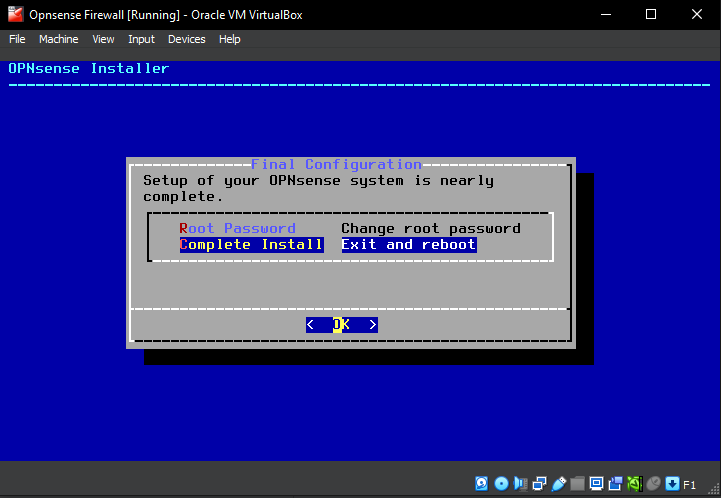 Opnsense Firewall [Running] - Oracle VM VirtualBox
File Machine View Input Devices Help
OPNsense Installer
Final Configuration
Setup of your OPNsense system is nearly
complete.
Root Password Change root password
Complete Install Exit and reboot
< OK >
F1